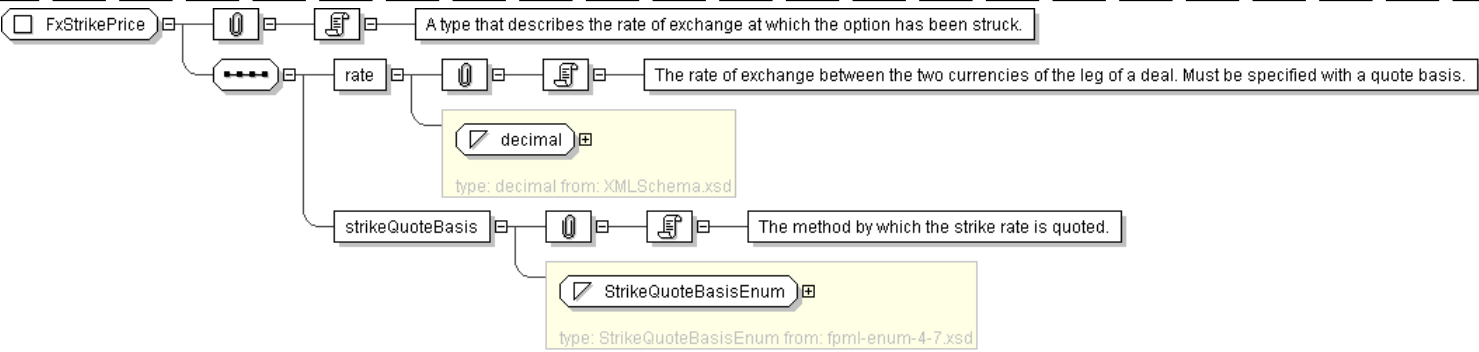 FxStrikePrice
A type that describes the rate of exchange at which the option has been struck.
rate
The rate of exchange between the two currencies of the leg of a deal. Must be specified with a quote basis.
decimal
type: decimal from: XMLSchema.xsd
strikeQuoteBasis
The method by which the strike rate is quoted.
StrikeQuoteBasisEnum
type: StrikeQuoteBasisEnum from: fpml-enum-4-7.xsd